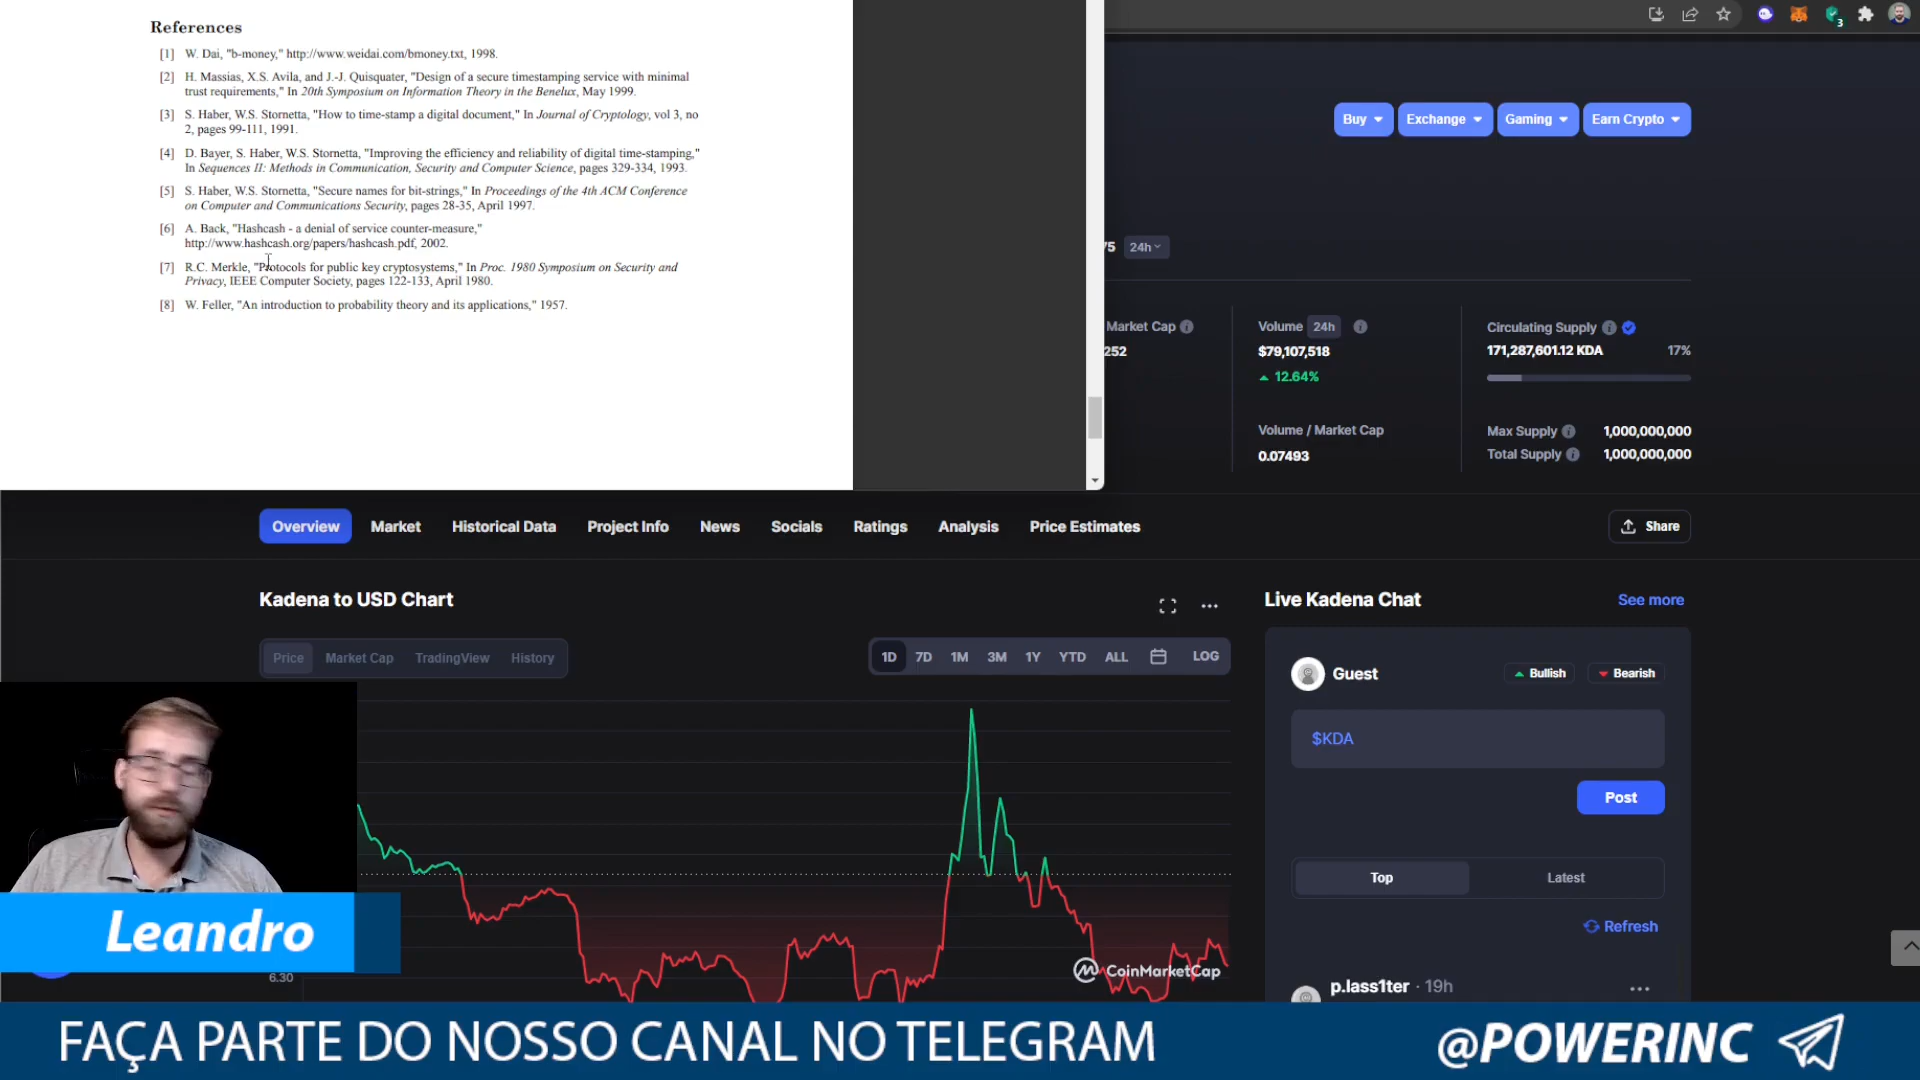 References
[1] W. Dai, "b-money," http://www.weidai.com/bmoney.txt, 1998.
[2] H. Massias, X.S. Avila, and J.-J. Quisquater, "Design of a secure timestamping service with minimal
trust requirements," In 20th Symposium on Information Theory in the Benelux, May 1999.
[3] S. Haber, W.S. Stornetta, "How to time-stamp a digital document," In Journal of Cryptology, vol 3, no
2, pages 99-111, 1991.
[4] D. Bayer, S. Haber, W.S. Stornetta, "Improving the efficiency and reliability of digital time-stamping,"
In Sequences II: Methods in Communication, Security and Computer Science, pages 329-334, 1993.
[5] S. Haber, W.S. Stornetta, "Secure names for bit-strings," In Proceedings of the 4th ACM Conference
on Computer and Communications Security, pages 28-35, April 1997.
[6] A. Back, "Hashcash - a denial of service counter-measure,"
http://www.hashcash.org/papers/hashcash.pdf, 2002.
[7] R.C. Merkle, "Protocols for public key cryptosystems," In Proc. 1980 Symposium on Security and
Privacy, IEEE Computer Society, pages 122-133, April 1980.
[8] W. Feller, "An introduction to probability theory and its applications," 1957.
3
Buy Exchange Gaming Earn Crypto
24h
Market Cap
252
Volume 24h
$79,107,518
12.64%
Volume / Market Cap
0.07493
Circulating Supply
171,287,601.12 KDA 17%
Max Supply 1,000,000,000
Total Supply 1,000,000,000
Overview Market Historical Data Project Info News Socials Ratings Analysis Price Estimates Share
Kadena to USD Chart
Price Market Cap TradingView History
1D 7D 1M 3M 1Y YTD ALL LOG
6.30
CoinMarketCap
Live Kadena Chat See more
Guest Bullish Bearish
$KDA
Post
Top Latest
Refresh
p.lass1ter · 19h
Leandro
FAÇA PARTE DO NOSSO CANAL NO TELEGRAM @POWERINC